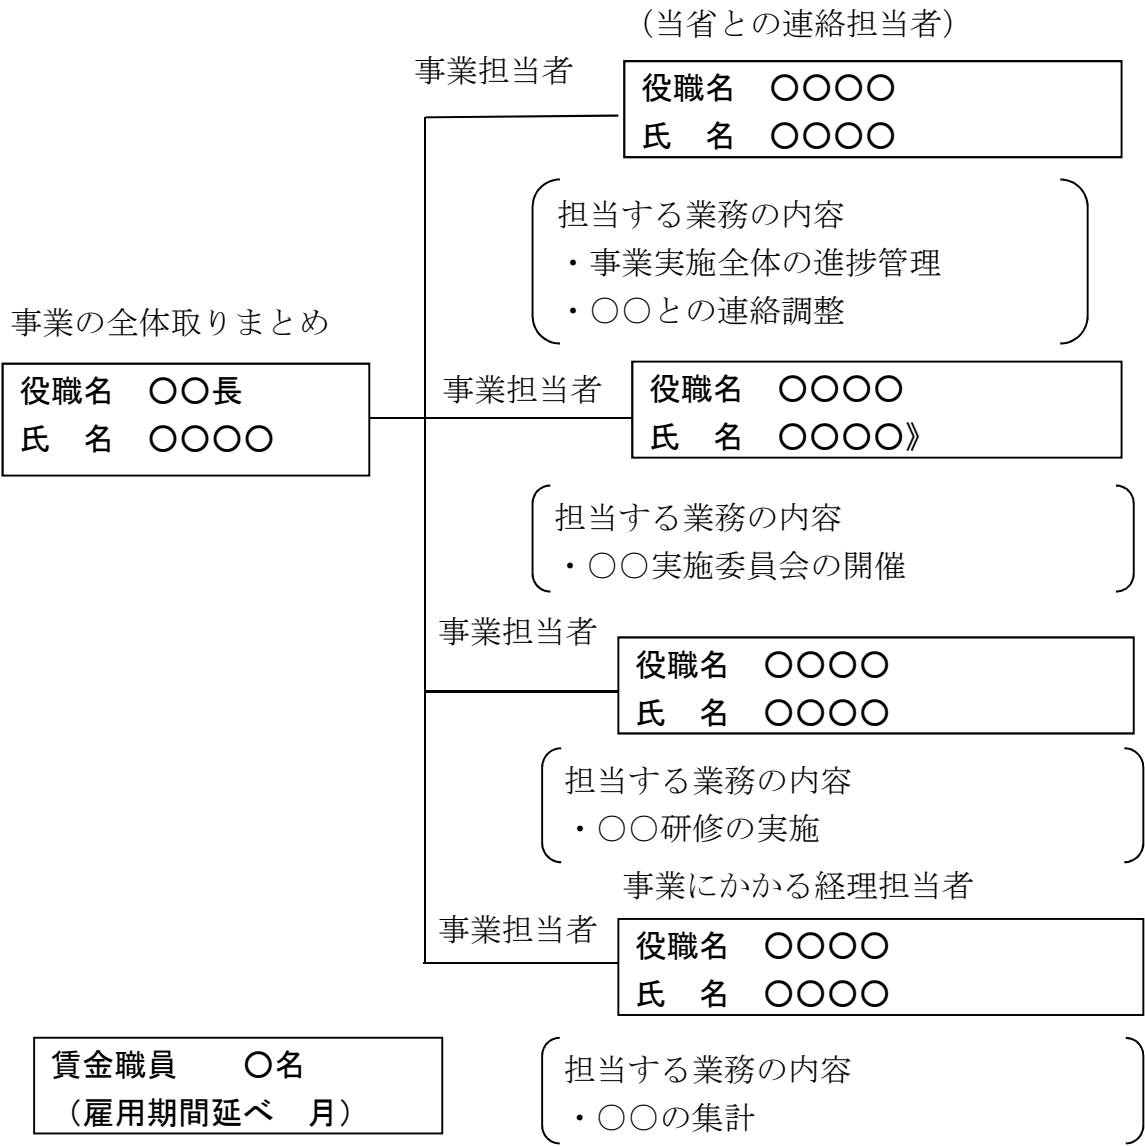 （当省との連絡担当者）
事業担当者
役職名　〇〇〇〇
氏　名　〇〇〇〇
担当する業務の内容
・事業実施全体の進捗管理
・〇〇との連絡調整
事業の全体取りまとめ
役職名　〇〇長
氏　名　〇〇〇〇
事業担当者
役職名　〇〇〇〇
氏　名　〇〇〇〇》
担当する業務の内容
・〇〇実施委員会の開催
事業担当者
役職名　〇〇〇〇
氏　名　〇〇〇〇
担当する業務の内容
・〇〇研修の実施
事業にかかる経理担当者
事業担当者
役職名　〇〇〇〇
氏　名　〇〇〇〇
賃金職員　　〇名
（雇用期間延べ　月）
担当する業務の内容
・〇〇の集計